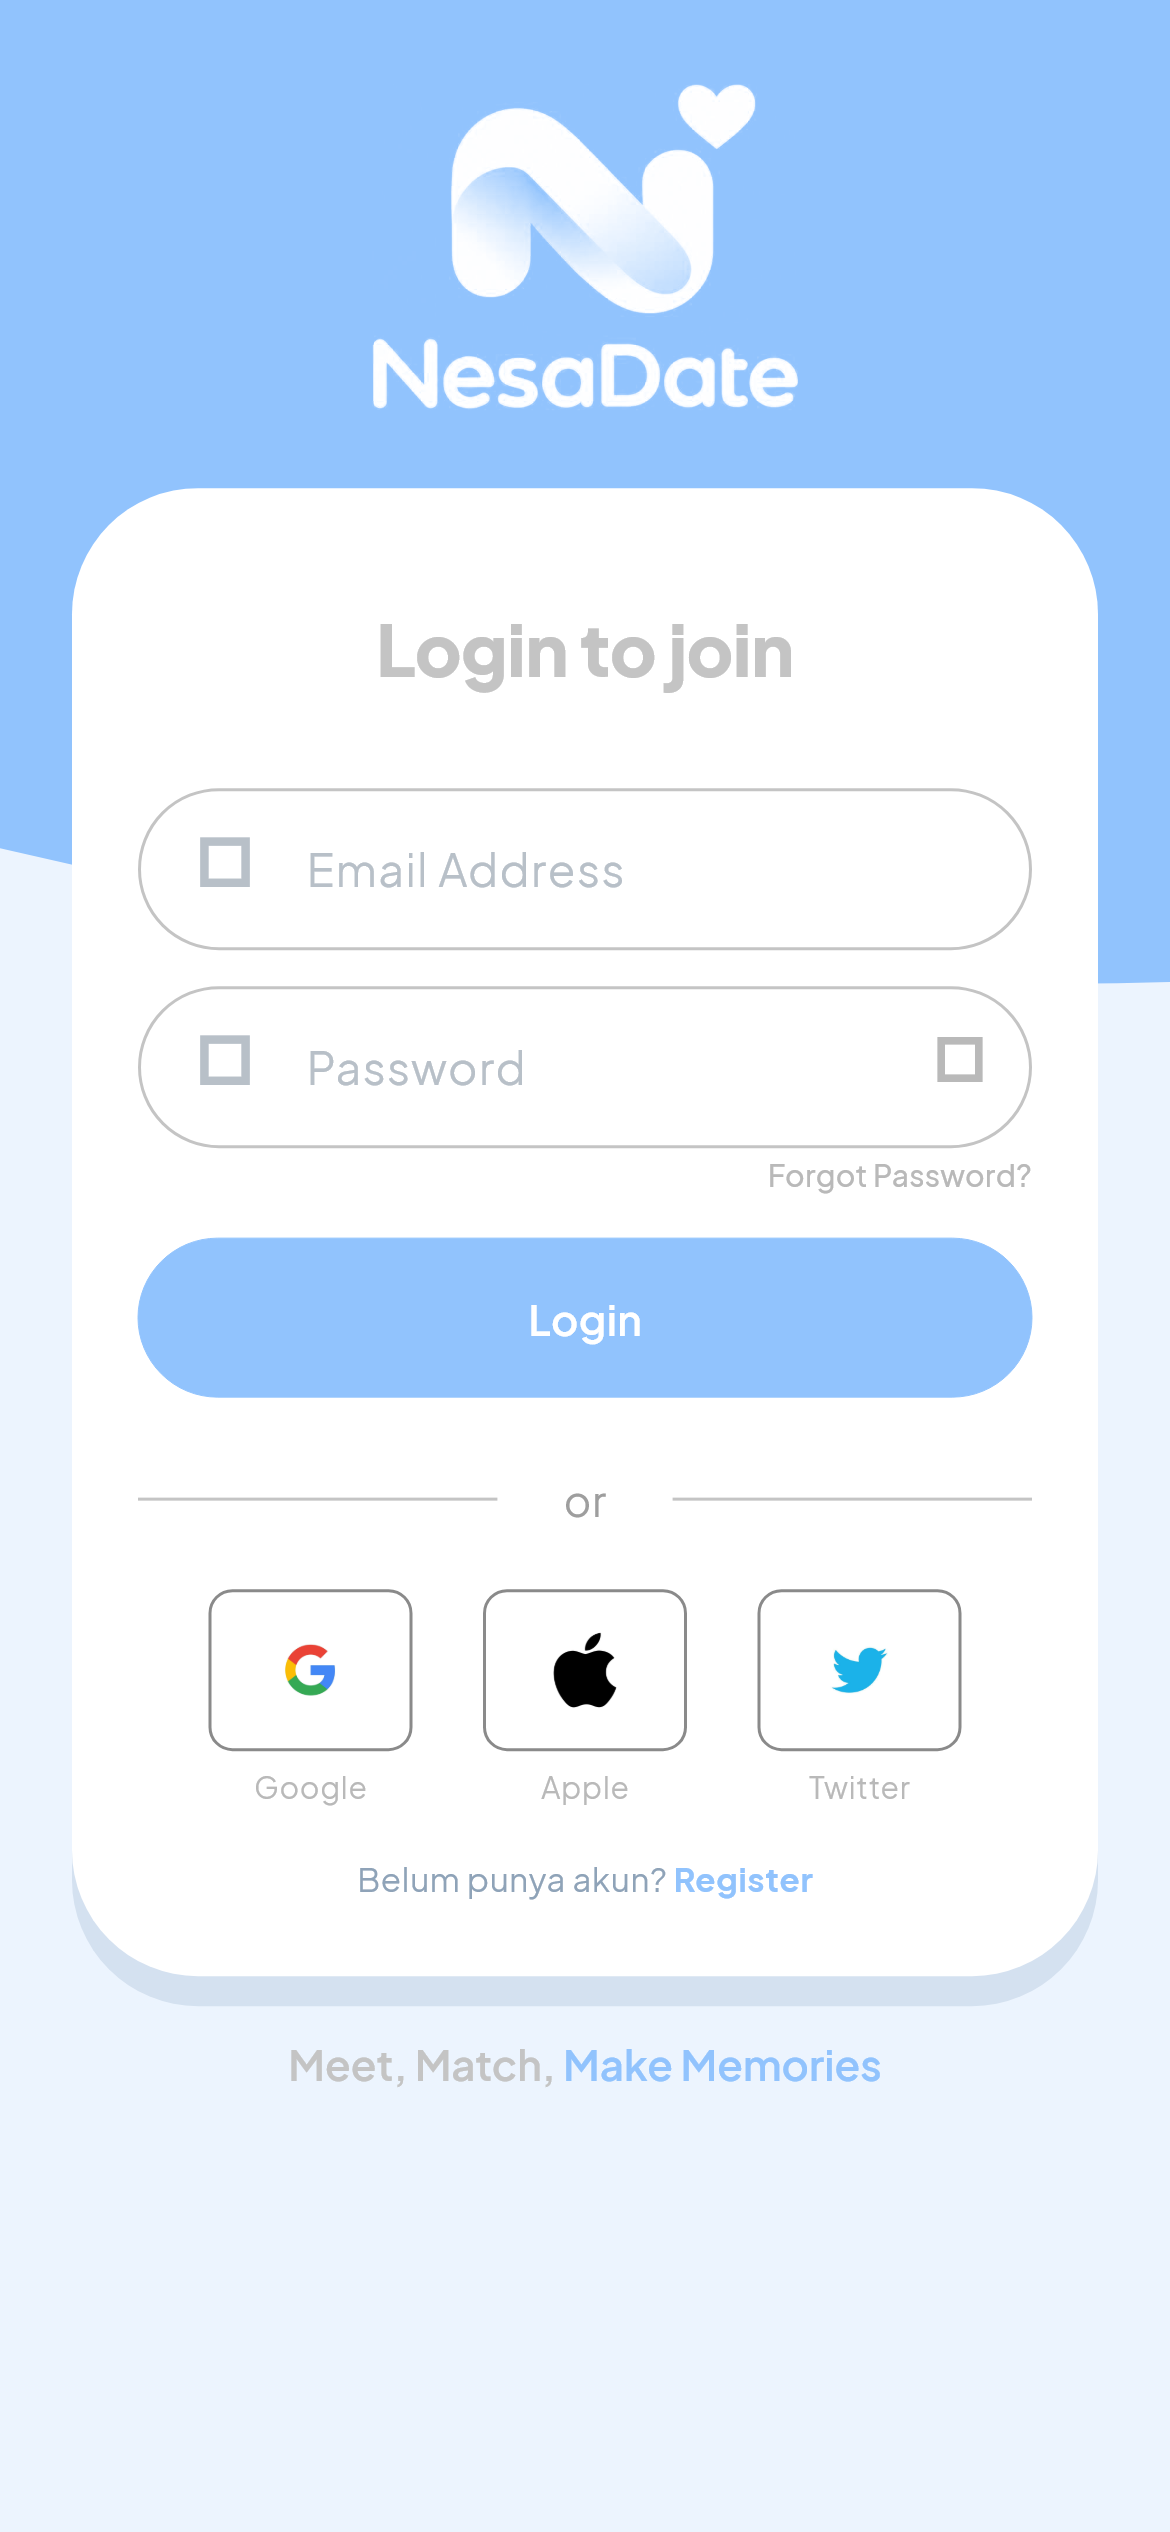 NesaDate
Login to join
Email Address
Password
Forgot Password?
Login
or
Google
Apple
Twitter
Belum punya akun? Register
Meet, Match, Make Memories